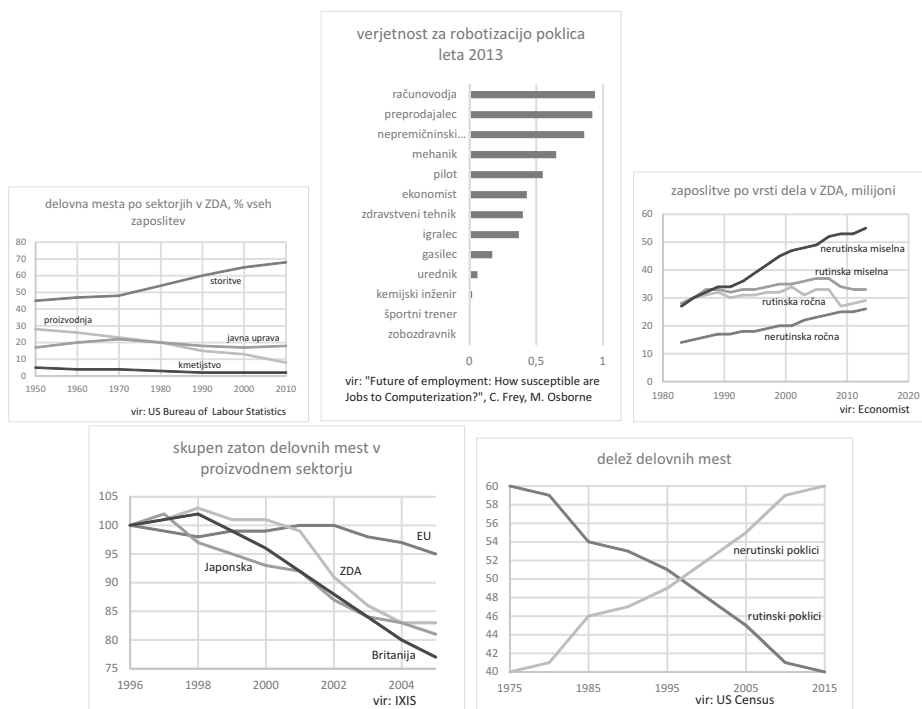 verjetnost za robotizacijo poklica
leta 2013
računovodja
preprodajalec
nepremičninski...
mehanik
pilot
ekonomist
zdravstveni tehnik
igralec
gasilec
urednik
kemijski inženir
športni trener
zobozdravnik
0 0,5 1
vir: "Future of employment: How susceptible are
Jobs to Computerization?", C. Frey, M. Osborne
delovna mesta po sektorjih v ZDA, % vseh
zaposlitev
80
70
60
50
40
30
20
10
0
storitve
proizvodnja
javna uprava
kmetijstvo
1950 1960 1970 1980 1990 2000 2010
vir: US Bureau of Labour Statistics
zaposlitve po vrsti dela v ZDA, milijoni
60
50
40
30
20
10
0
nerutinska miselna
rutinska miselna
rutinska ročna
nerutinska ročna
1980 1990 2000 2010 2020
vir: Economist
skupen zaton delovnih mest v
proizvodnem sektorju
105
100
95
90
85
80
75
EU
Japonska
ZDA
Britanija
1996 1998 2000 2002 2004
vir: IXIS
delež delovnih mest
60
58
56
54
52
50
48
46
44
42
40
nerutinski poklici
rutinski poklici
1975 1985 1995 2005 2015
vir: US Census